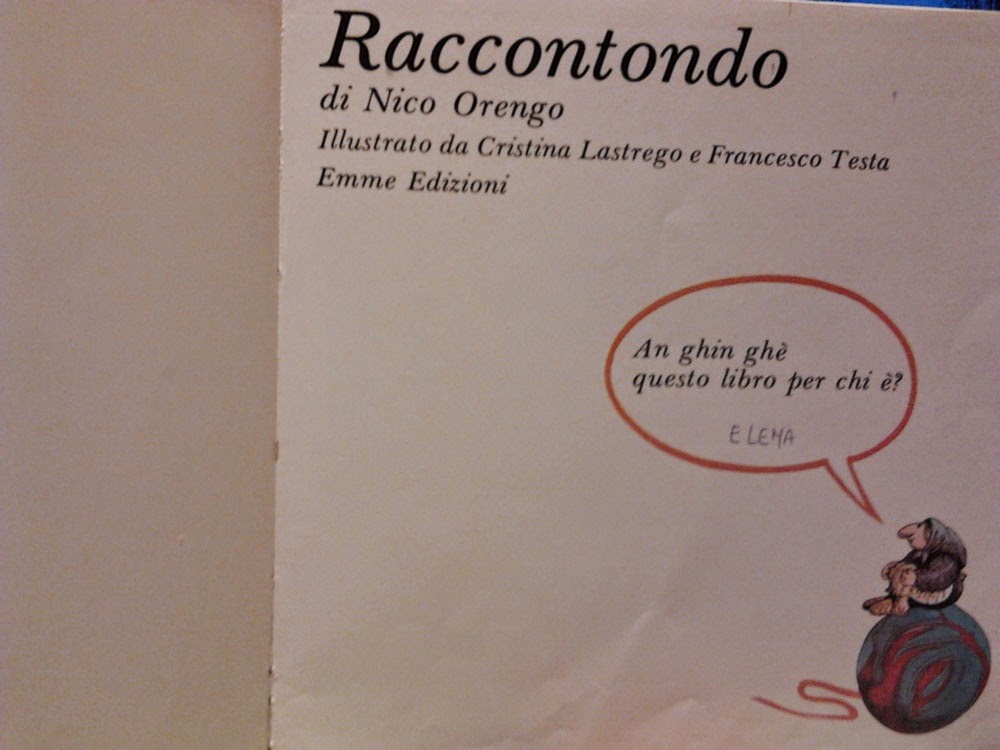 Raccontondo
di Nico Orengo
Illustrato da Cristina Lastrego e Francesco Testa
Emme Edizioni
An ghin ghè
questo libro per chi è?
ELENA